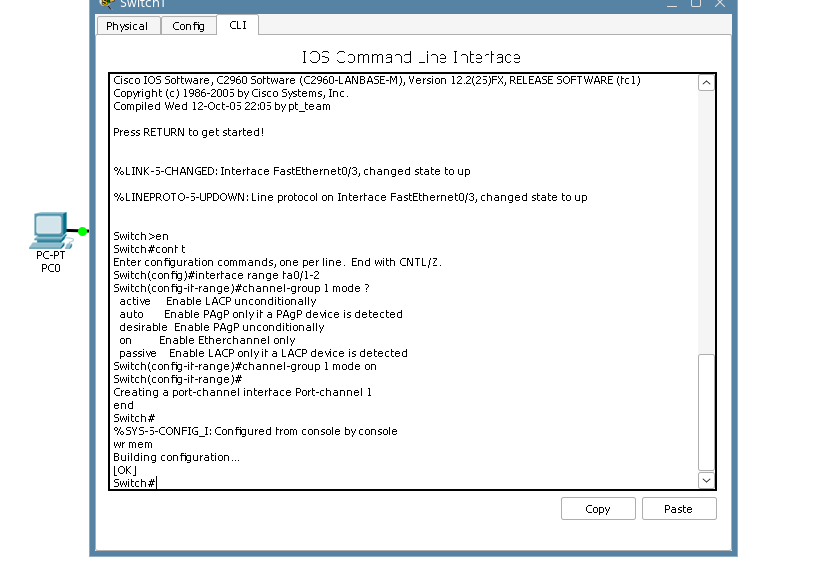 Switch1
Physical
Config
CLI
IOS Command Line Interface
Cisco IOS Software, C2960 Software (C2960-LANBASE-M), Version 12.2(25)FX, RELEASE SOFTWARE (fc1)
Copyright (c) 1986-2005 by Cisco Systems, Inc.
Compiled Wed 12-Oct-05 22:05 by pt_team
Press RETURN to get started!
%LINK-5-CHANGED: Interface FastEthernet0/3, changed state to up
%LINEPROTO-5-UPDOWN: Line protocol on Interface FastEthernet0/3, changed state to up
Switch>en
Switch#conf t
Enter configuration commands, one per line. End with CNTL/Z.
Switch(config)#interface range fa0/1-2
Switch(config-if-range)#channel-group 1 mode ?
active Enable LACP unconditionally
auto Enable PAgP only if a PAgP device is detected
desirable Enable PAgP unconditionally
on Enable Etherchannel only
passive Enable LACP only if a LACP device is detected
Switch(config-if-range)#channel-group 1 mode on
Switch(config-if-range)#
Creating a port-channel interface Port-channel 1
end
Switch#
%SYS-5-CONFIG_I: Configured from console by console
wr mem
Building configuration...
[OK]
Switch#
Copy
Paste
PC-PT
PC0